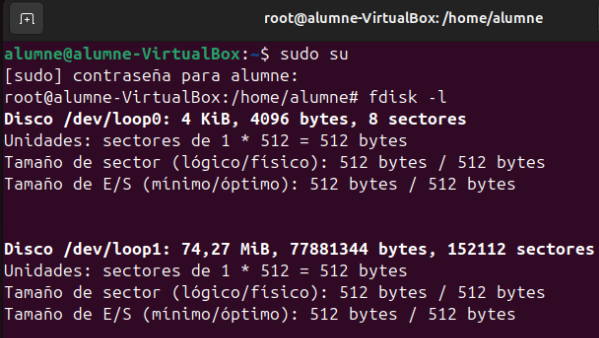 root@alumne-VirtualBox: /home/alumne
alumne@alumne-VirtualBox:~$ sudo su
[sudo] contraseña para alumne:
root@alumne-VirtualBox:/home/alumne# fdisk -l
Disco /dev/loop0: 4 KiB, 4096 bytes, 8 sectores
Unidades: sectores de 1 * 512 = 512 bytes
Tamaño de sector (lógico/físico): 512 bytes / 512 bytes
Tamaño de E/S (mínimo/óptimo): 512 bytes / 512 bytes
Disco /dev/loop1: 74,27 MiB, 77881344 bytes, 152112 sectores
Unidades: sectores de 1 * 512 = 512 bytes
Tamaño de sector (lógico/físico): 512 bytes / 512 bytes
Tamaño de E/S (mínimo/óptimo): 512 bytes / 512 bytes